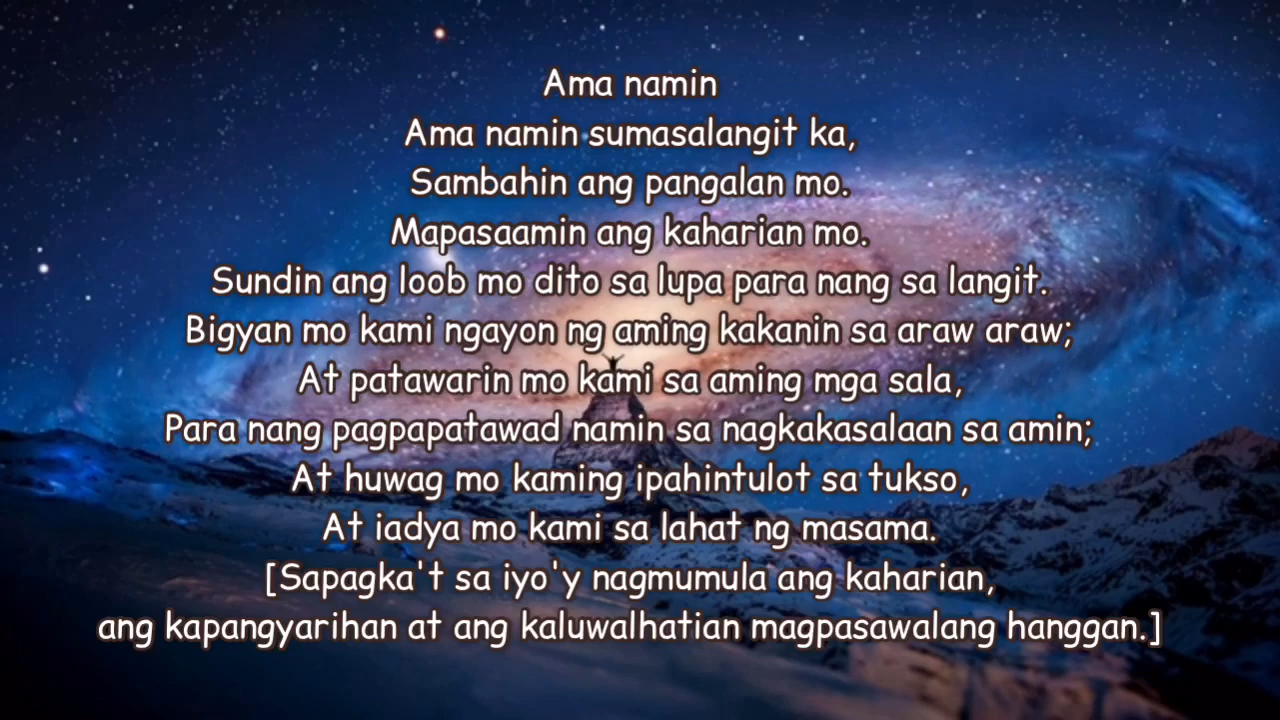 Ama namin
Ama namin sumasalangit ka,
Sambahin ang pangalan mo.
Mapasaamin ang kaharian mo.
Sundin ang loob mo dito sa lupa para nang sa langit.
Bigyan mo kami ngayon ng aming kakanin sa araw araw;
At patawarin mo kami sa aming mga sala,
Para nang pagpapatawad namin sa nagkakasalaan sa amin;
At huwag mo kaming ipahintulot sa tukso,
At iadya mo kami sa lahat ng masama.
[Sapagka't sa iyo'y nagmumula ang kaharian,
ang kapangyarihan at ang kaluwalhatian magpasawalang hanggan.]